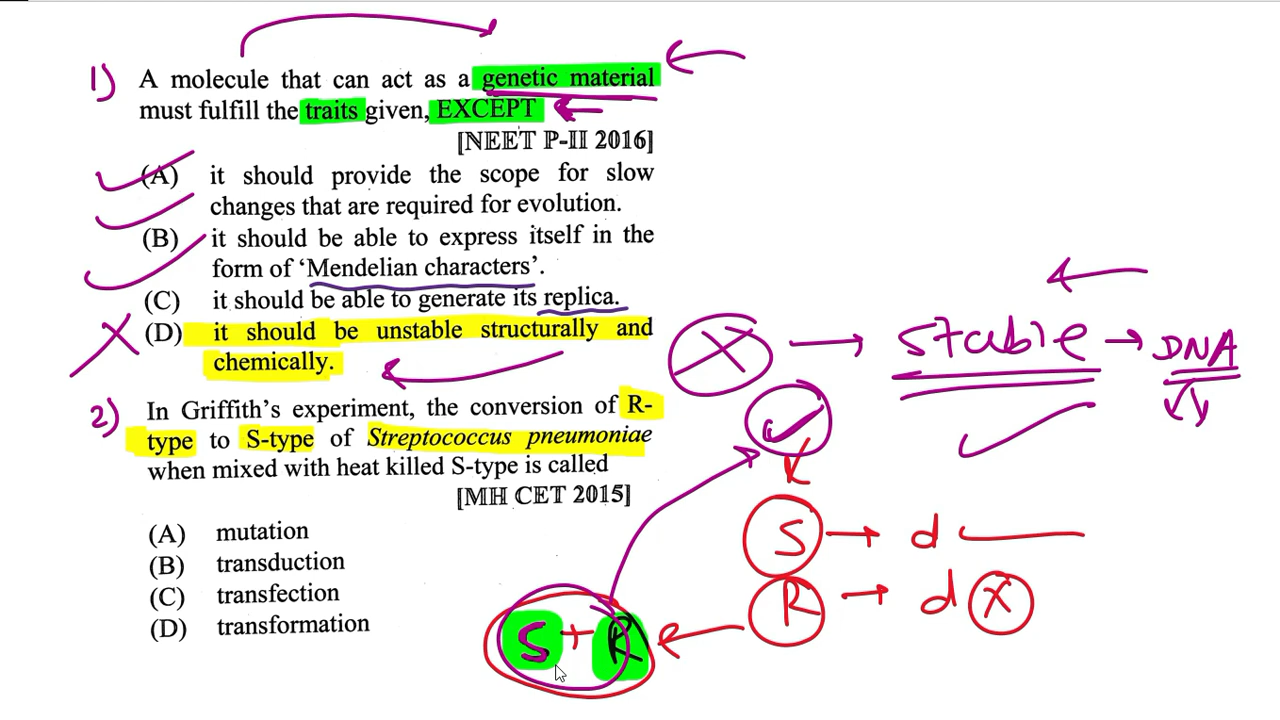 1) A molecule that can act as a genetic material
must fulfill the traits given, EXCEPT
[NEET P-II 2016]
(A) it should provide the scope for slow
changes that are required for evolution.
(B) it should be able to express itself in the
form of ‘Mendelian characters’.
(C) it should be able to generate its replica.
(D) it should be unstable structurally and
chemically.
stable → DNA
2) In Griffith’s experiment, the conversion of R-
type to S-type of Streptococcus pneumoniae
when mixed with heat killed S-type is called
[MH CET 2015]
(A) mutation
(B) transduction
(C) transfection
(D) transformation
K
S → d
R → d X
S + R